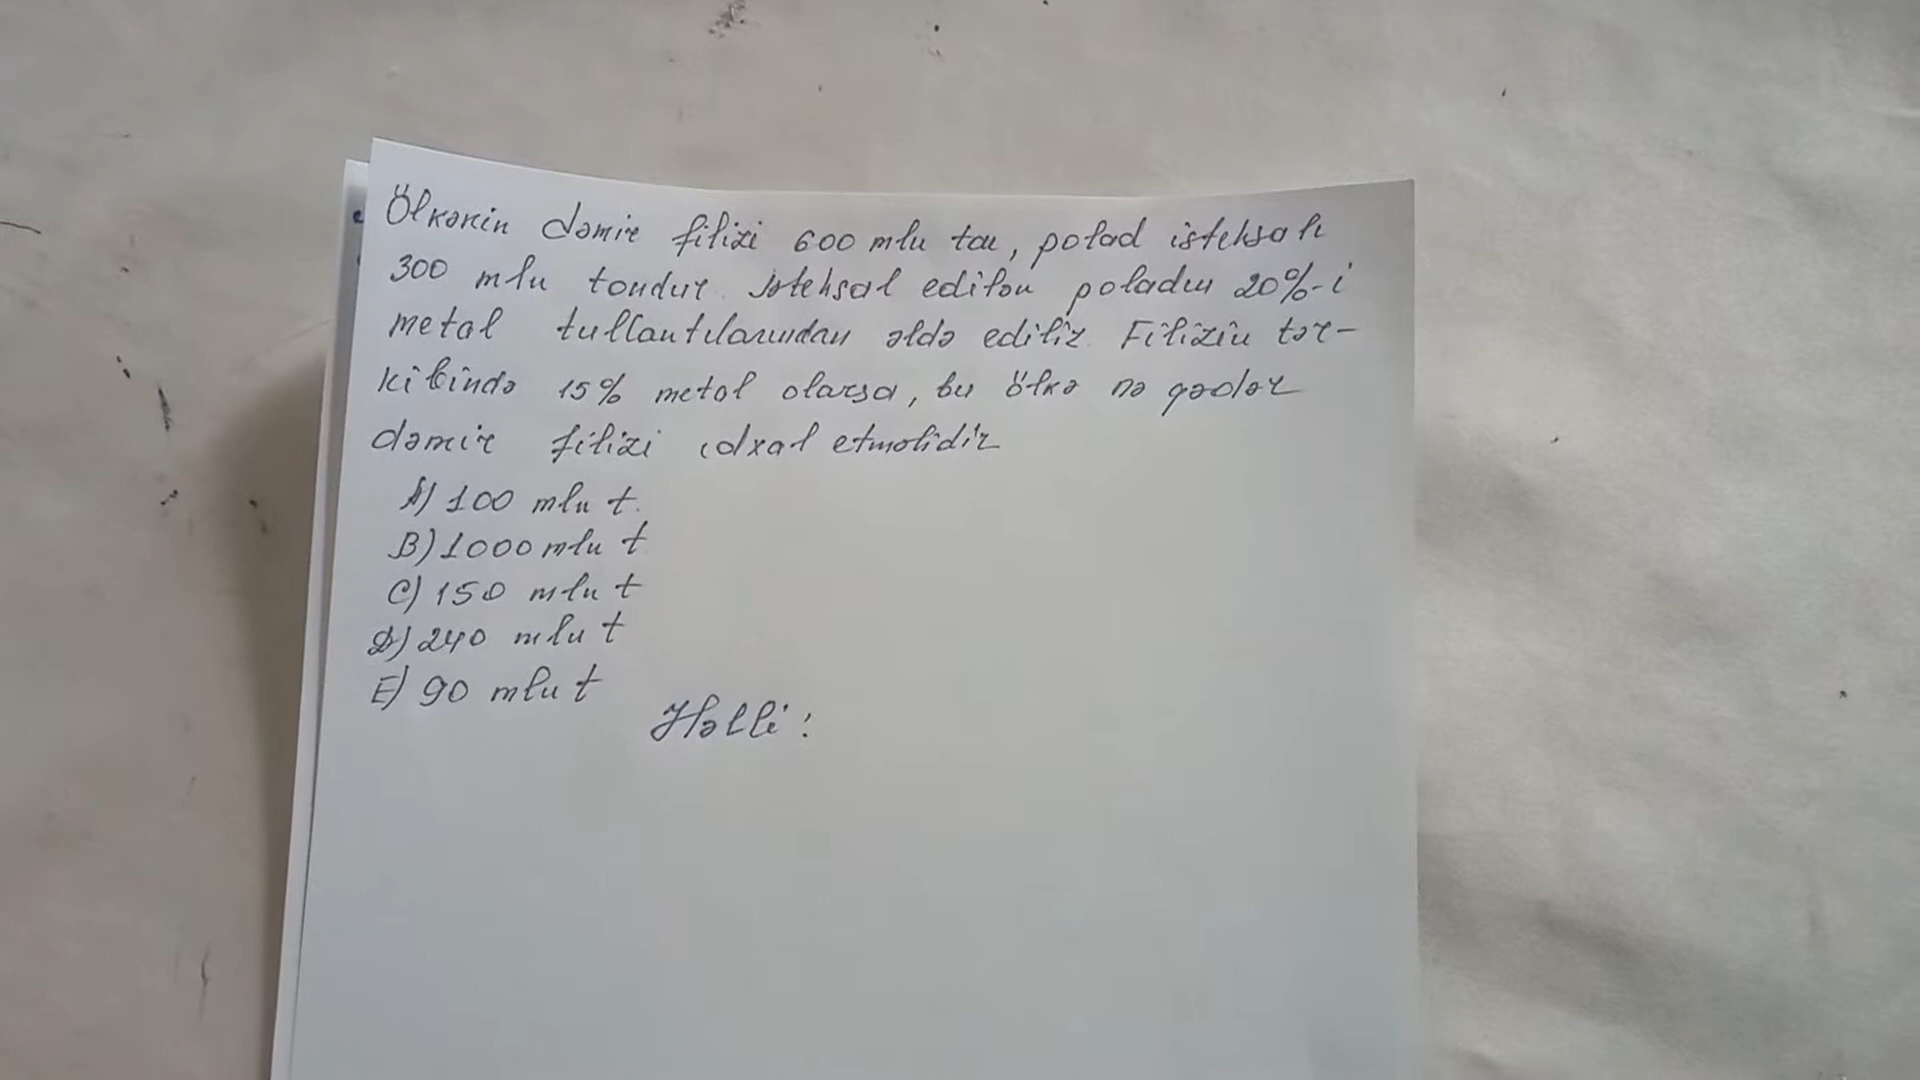 Ölkənin dəmir filizi 600 mln ton, polad istehsalı
300 mln tondur. İstehsal edilən poladın 20%-i
metal tullantılarından əldə edilir. Filizin tər-
kibində 15% metal olarsa, bu ölkə nə qədər
dəmir filizi idxal etməlidir
A) 100 mln t.
B) 1000 mln t
C) 150 mln t
D) 240 mln t
E) 90 mln t
Həlli: